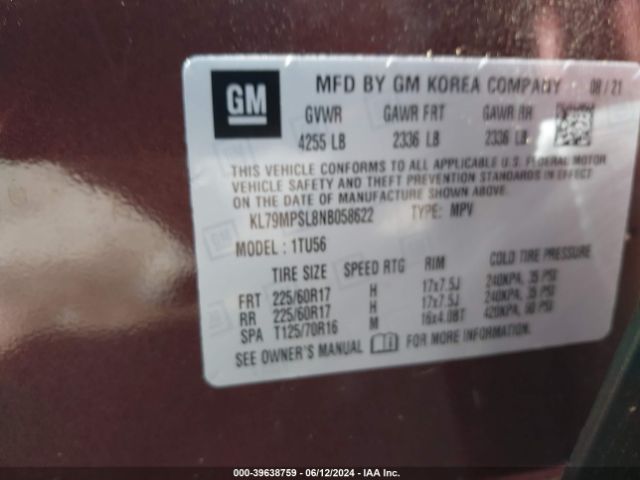 GM
MFD BY GM KOREA COMPANY 08/21
GVWR GAWR FRT GAWR RR
4255 LB 2336 LB 2336 LB
THIS VEHICLE CONFORMS TO ALL APPLICABLE U.S. FEDERAL MOTOR
VEHICLE SAFETY AND THEFT PREVENTION STANDARDS IN EFFECT
ON THE DATE OF MANUFACTURE SHOWN ABOVE.
KL79MPSL8NB058622 TYPE: MPV
MODEL: 1TU56
TIRE SIZE SPEED RTG RIM COLD TIRE PRESSURE
FRT 225/60R17 H 17x7.5J 240KPA, 35 PSI
RR 225/60R17 H 17x7.5J 240KPA, 35 PSI
SPA T125/70R16 M 16x4.0BT 420KPA, 60 PSI
SEE OWNER'S MANUAL FOR MORE INFORMATION
000-39638759 - 06/12/2024 - IAA Inc.